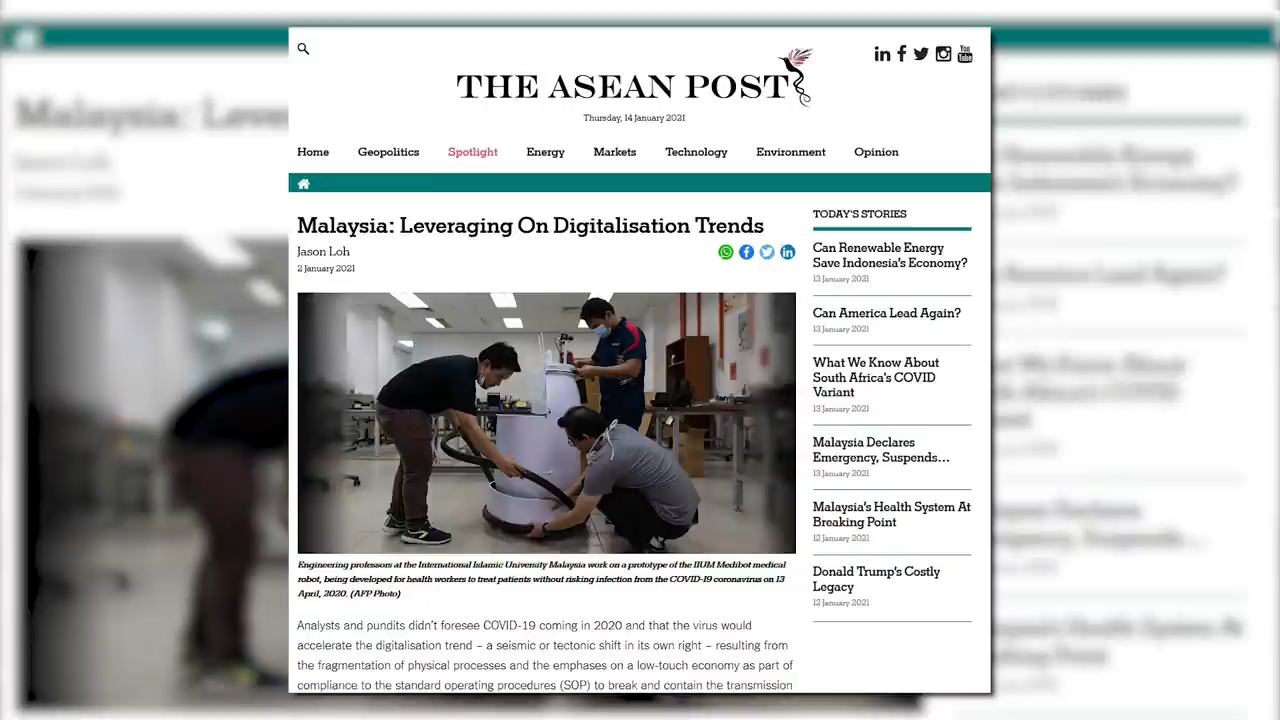 THE ASEAN POST
Thursday, 14 January 2021
Home Geopolitics Spotlight Energy Markets Technology Environment Opinion
Malaysia: Leveraging On Digitalisation Trends
Jason Loh
2 January 2021
Engineering professors at the International Islamic University Malaysia work on a prototype of the IIUM Medibot medical
robot, being developed for health workers to treat patients without risking infection from the COVID-19 coronavirus on 13
April, 2020. (AFP Photo)
Analysts and pundits didn't foresee COVID-19 coming in 2020 and that the virus would
accelerate the digitalisation trend – a seismic or tectonic shift in its own right – resulting from
the fragmentation of physical processes and the emphases on a low-touch economy as part of
compliance to the standard operating procedures (SOP) to break and contain the transmission
TODAY'S STORIES
Can Renewable Energy
Save Indonesia's Economy?
13 January 2021
Can America Lead Again?
13 January 2021
What We Know About
South Africa's COVID
Variant
13 January 2021
Malaysia Declares
Emergency, Suspends...
13 January 2021
Malaysia's Health System At
Breaking Point
12 January 2021
Donald Trump's Costly
Legacy
12 January 2021